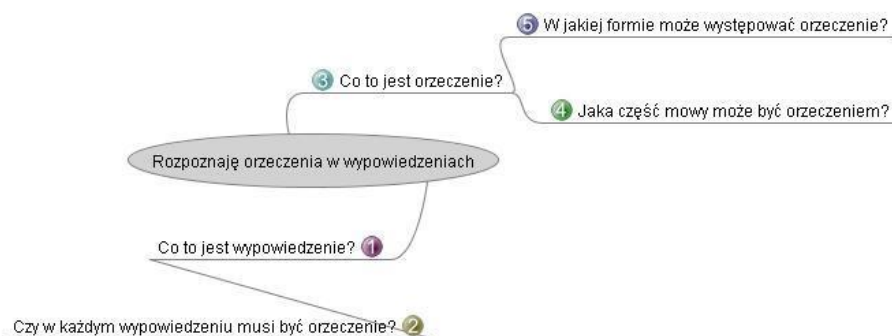 5 W jakiej formie może występować orzeczenie?
3 Co to jest orzeczenie?
4 Jaka część mowy może być orzeczeniem?
Rozpoznaję orzeczenia w wypowiedzeniach
Co to jest wypowiedzenie? 1
Czy w każdym wypowiedzeniu musi być orzeczenie? 2